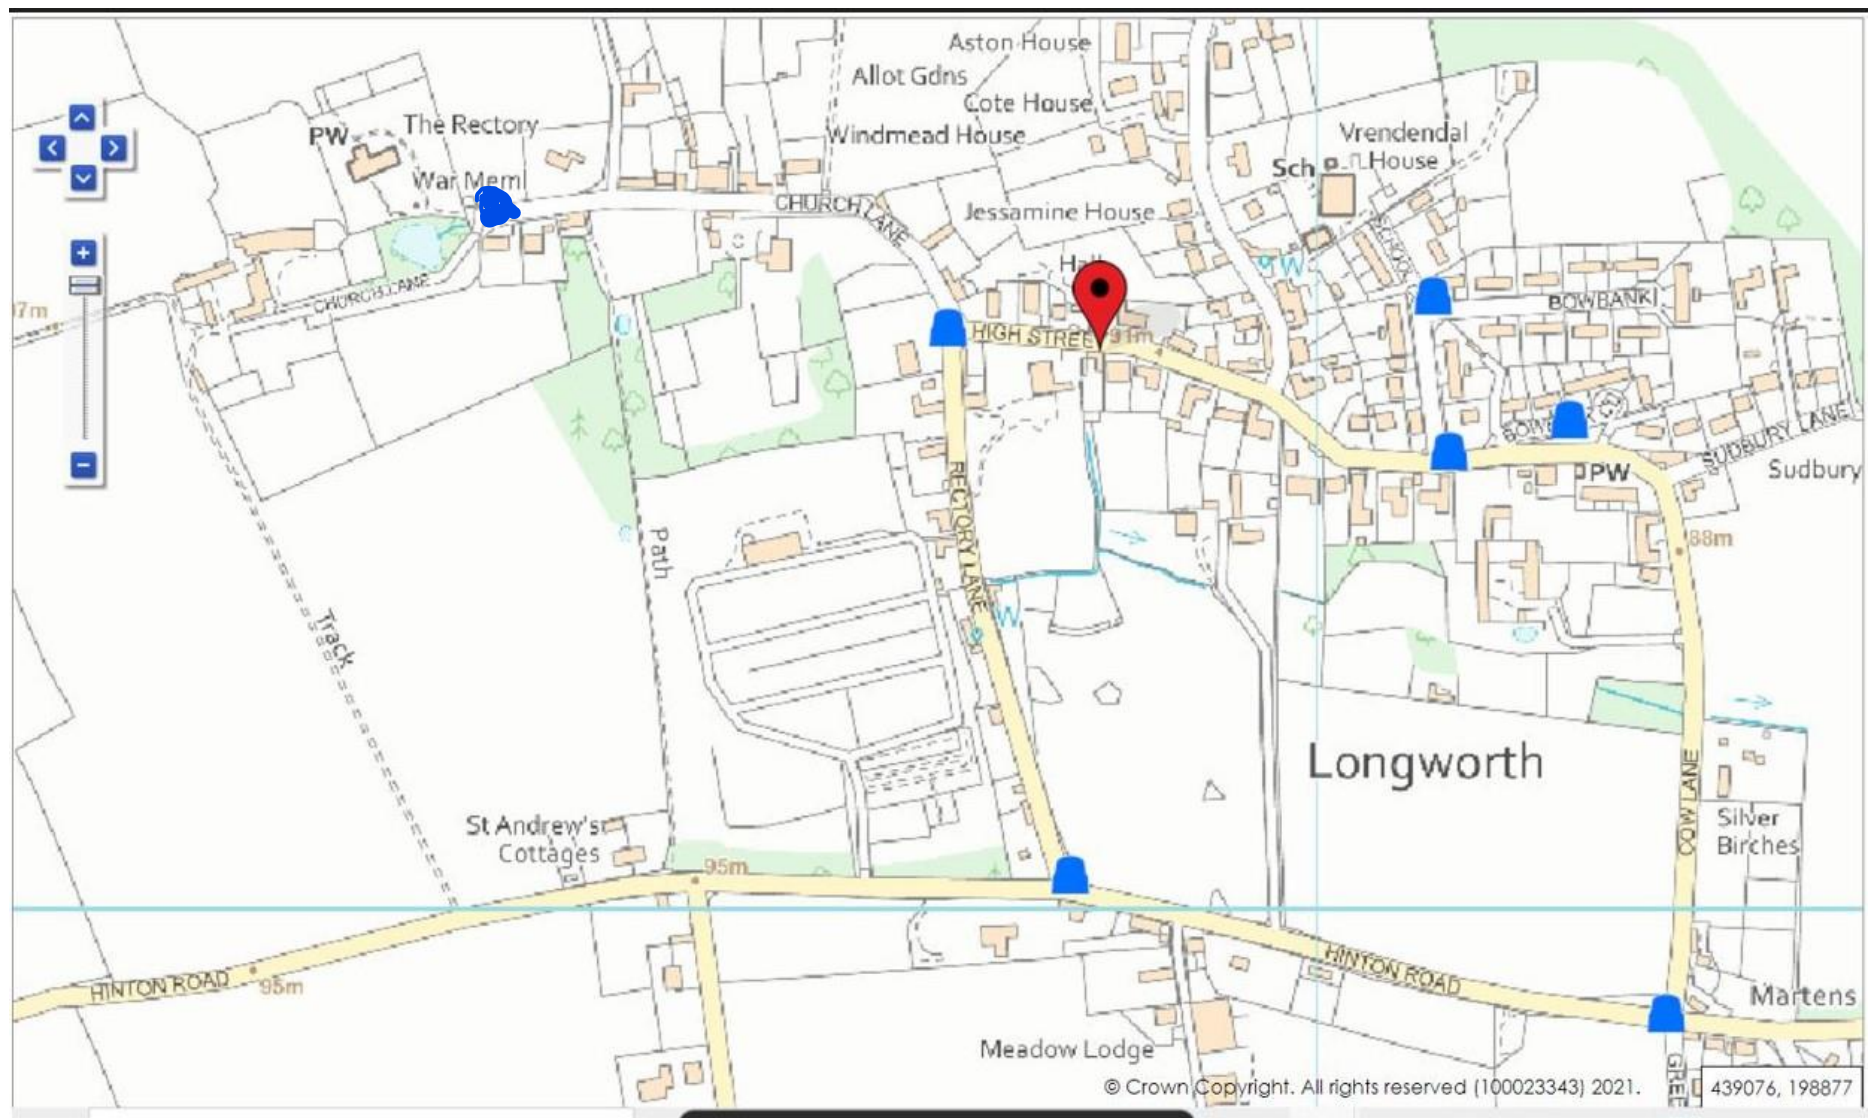 Aston House
Allot Gdns
Cote House
Windmead House
PW
The Rectory
War Meml
Vrendendal
House
Sch
CHURCH LANE
Jessamine House
W
SCHOOL
CHURCH LANE
BOWBANK
HIGH STREET
91m
SUDBURY LANE
Sudbury
PW
RECTORY LANE
Path
88m
W
Track
Longworth
COW LANE
St Andrew's
Cottages
Silver
Birches
95m
HINTON ROAD
95m
HINTON ROAD
Martens
Meadow Lodge
© Crown Copyright. All rights reserved (100023343) 2021.
439076, 198877